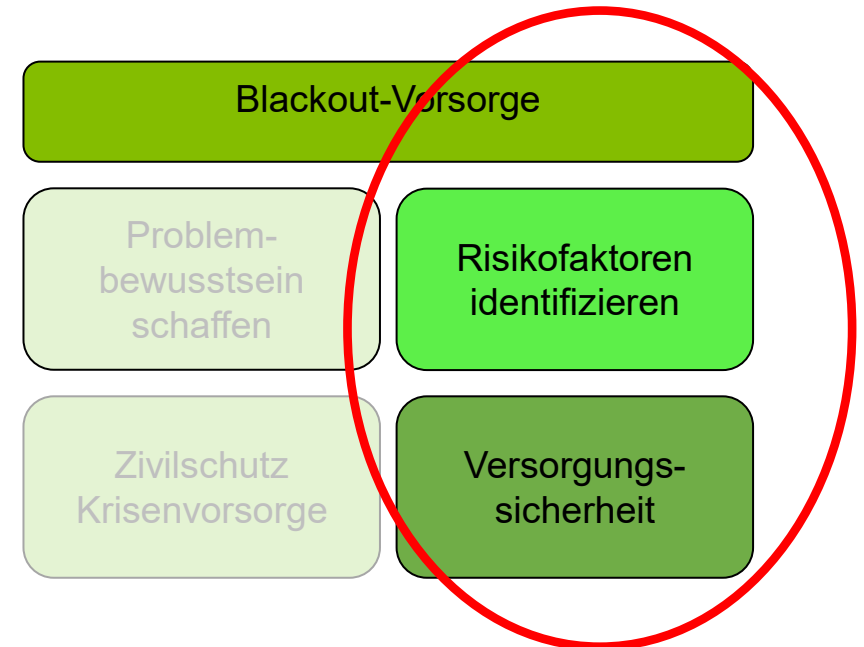 Blackout-Vorsorge
Problem-
bewusstsein
schaffen
Risikofaktoren
identifizieren
Zivilschutz
Krisenvorsorge
Versorgungs-
sicherheit